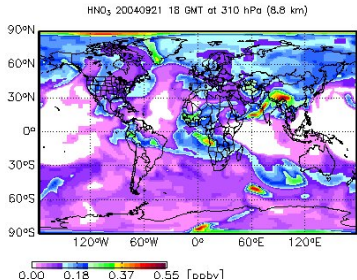 HNO₃ 20040921 18 GMT at 310 hPa (8.8 km)
90°N
60°N
30°N
0°
30°S
60°S
90°S
120°W 60°W 0° 60°E 120°E
0.00 0.18 0.37 0.55 [ppbv]